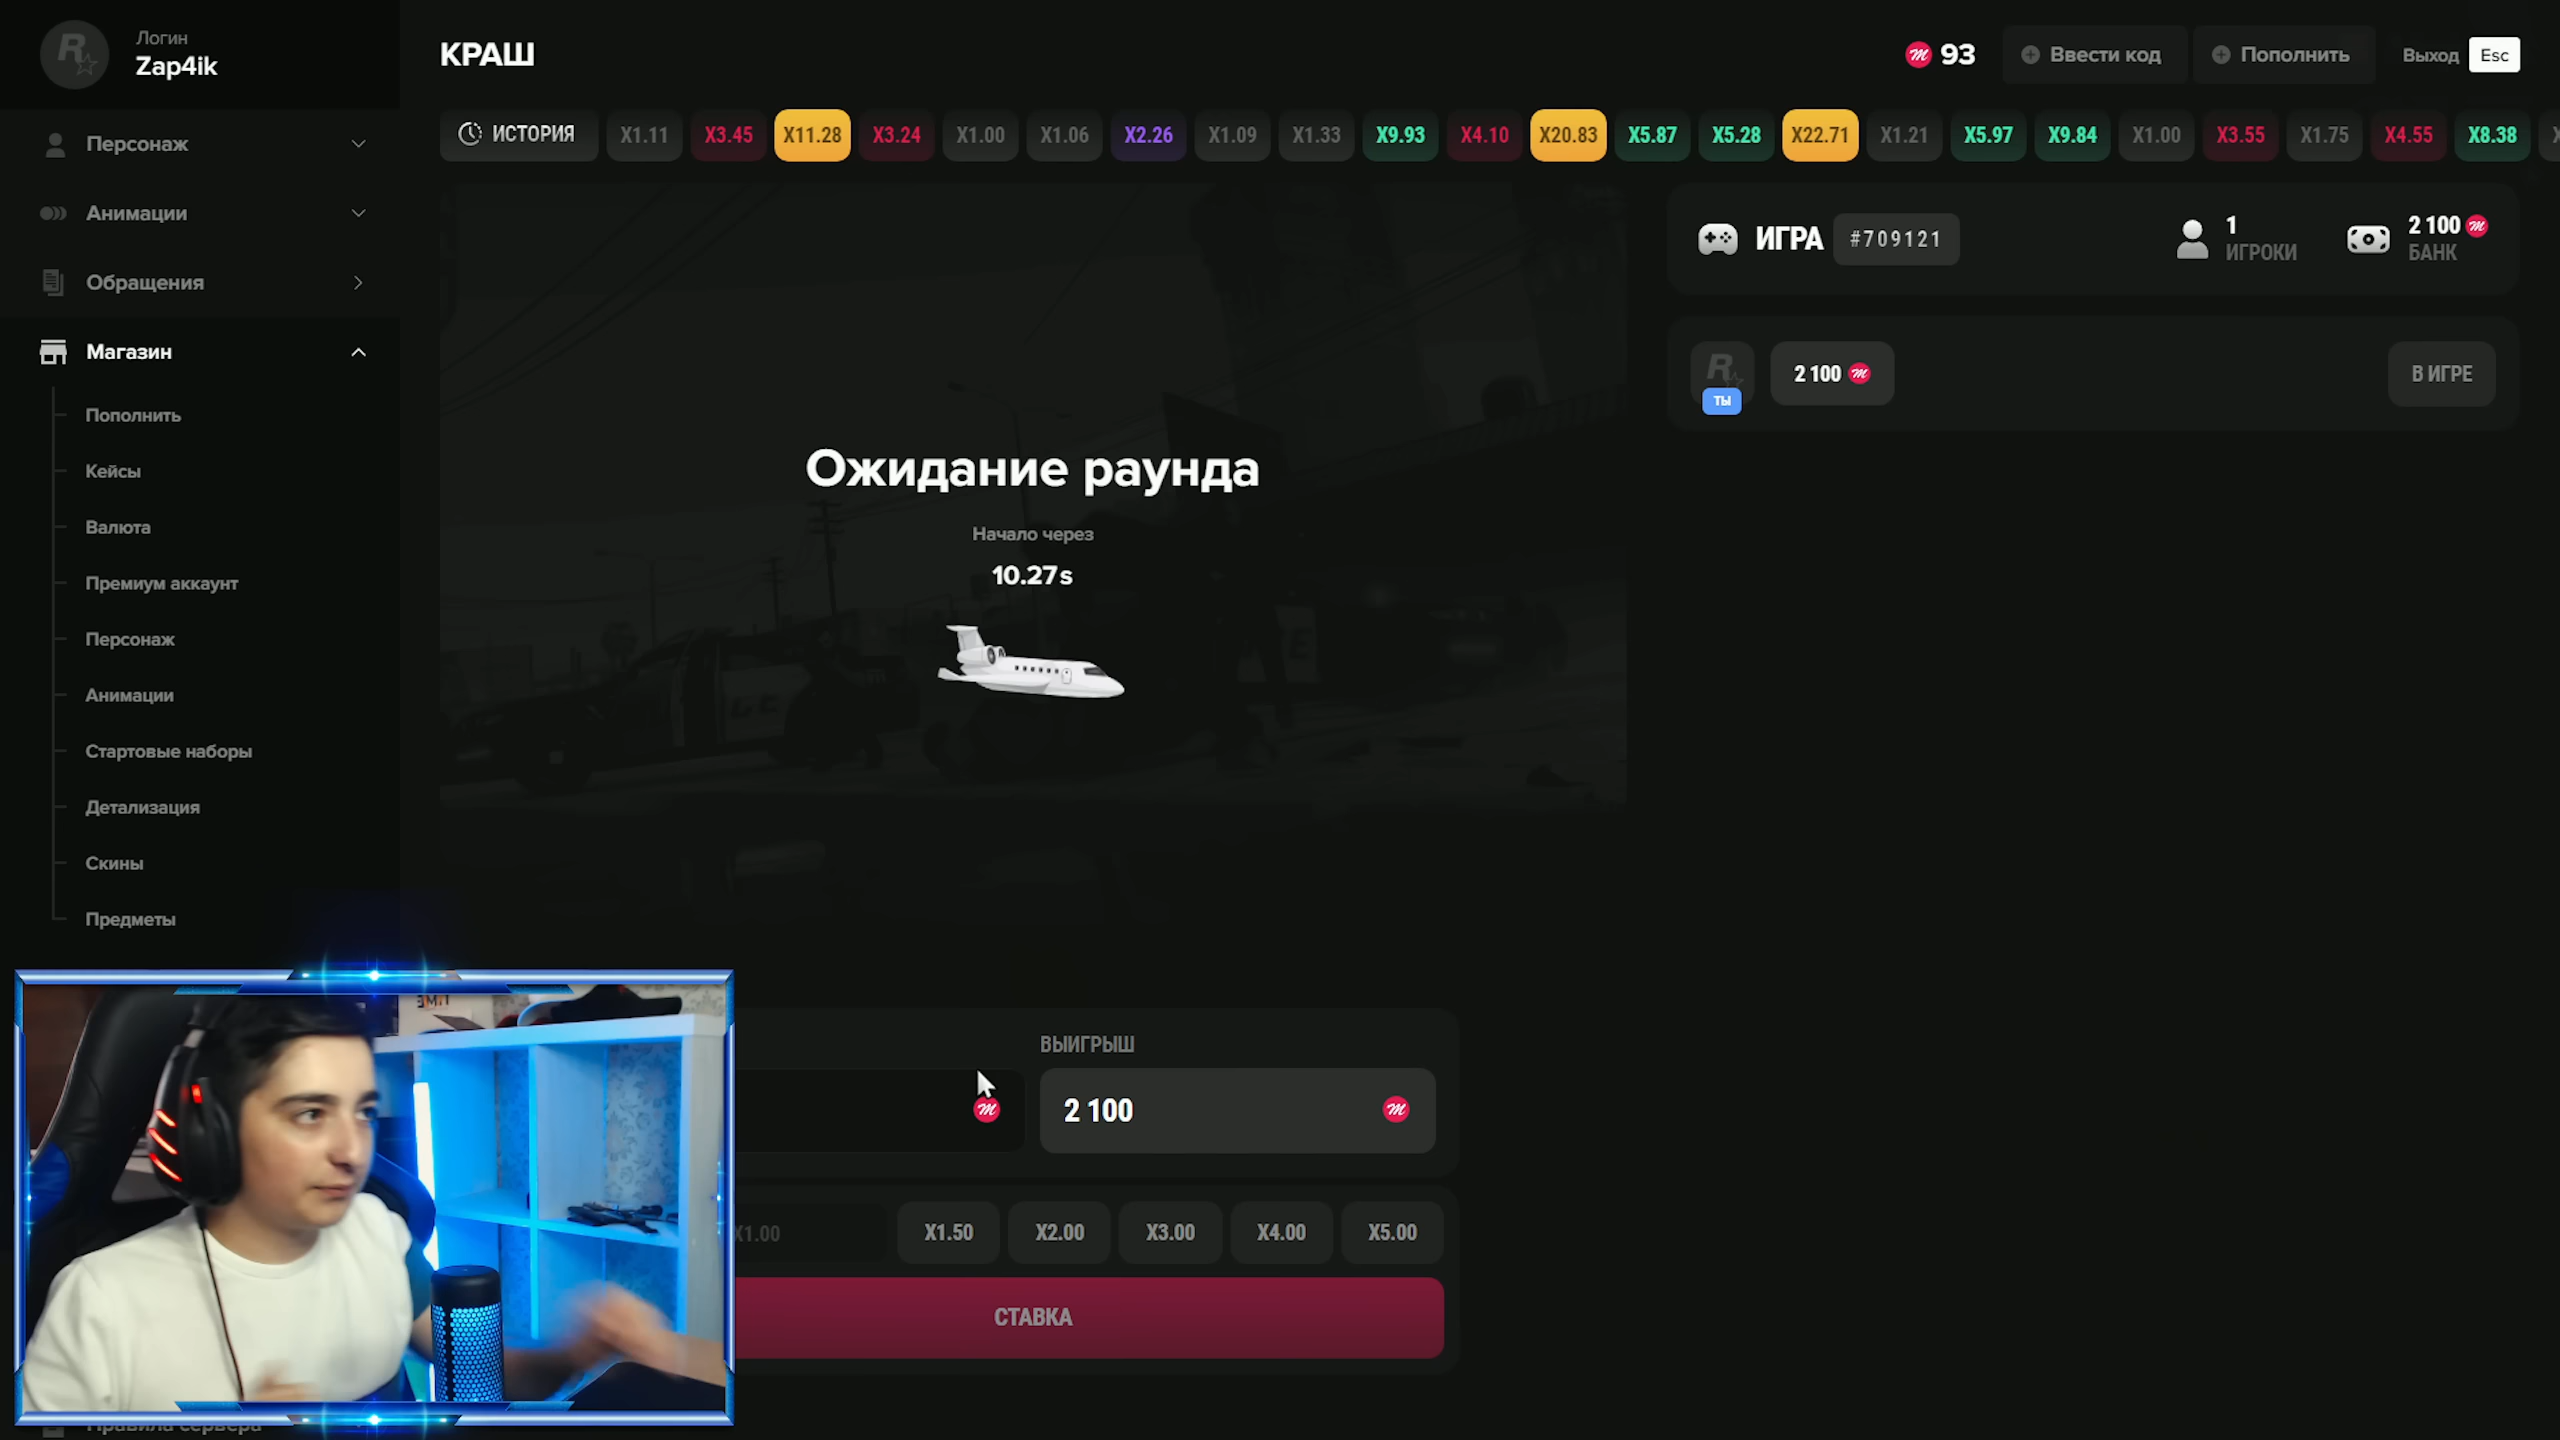 Логин
Zap4ik
КРАШ
93
Ввести код
Пополнить
Выход
Esc
ИСТОРИЯ
X1.11
X3.45
X11.28
X3.24
X1.00
X1.06
X2.26
X1.09
X1.33
X9.93
X4.10
X20.83
X5.87
X5.28
X22.71
X1.21
X5.97
X9.84
X1.00
X3.55
X1.75
X4.55
X8.38
Персонаж
Анимации
Обращения
Магазин
Пополнить
Кейсы
Валюта
Премиум аккаунт
Персонаж
Анимации
Стартовые наборы
Детализация
Скины
Предметы
Правила сервера
Ожидание раунда
Начало через
10.27s
ИГРА
#709121
1
ИГРОКИ
2 100
БАНК
ТЫ
2 100
В ИГРЕ
ВЫИГРЫШ
2 100
X1.00
X1.50
X2.00
X3.00
X4.00
X5.00
СТАВКА